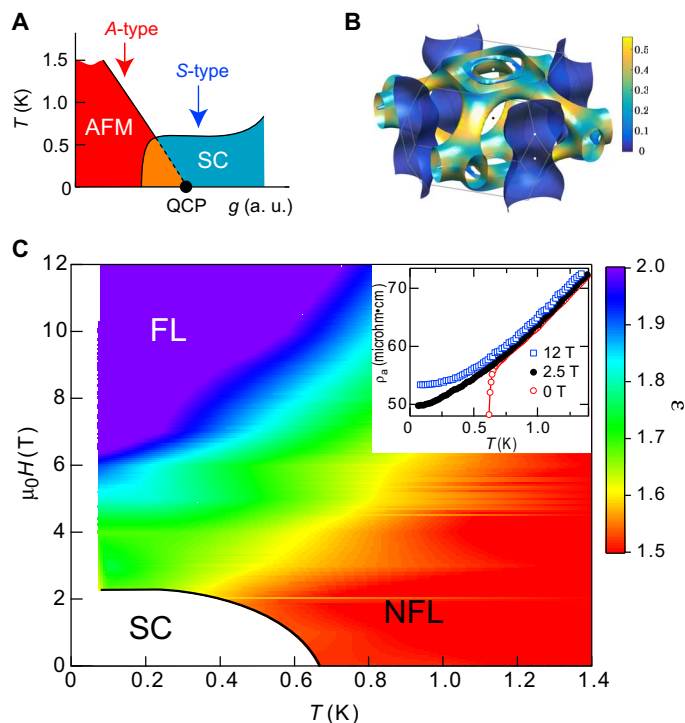 A
A-type
S-type
T (K)
1.5
1.0
0.5
0
AFM
SC
QCP
g (a. u.)
B
0.5
0.4
0.3
0.2
0.1
0
C
μ₀H (T)
12
10
8
6
4
2
0
FL
SC
NFL
0.2
0.4
0.6
0.8
1.0
1.2
1.4
T (K)
ρₐ (microhm•cm)
70
60
50
12 T
2.5 T
0 T
0.0
0.5
1.0
T (K)
2.0
1.9
1.8
1.7
1.6
1.5
ε